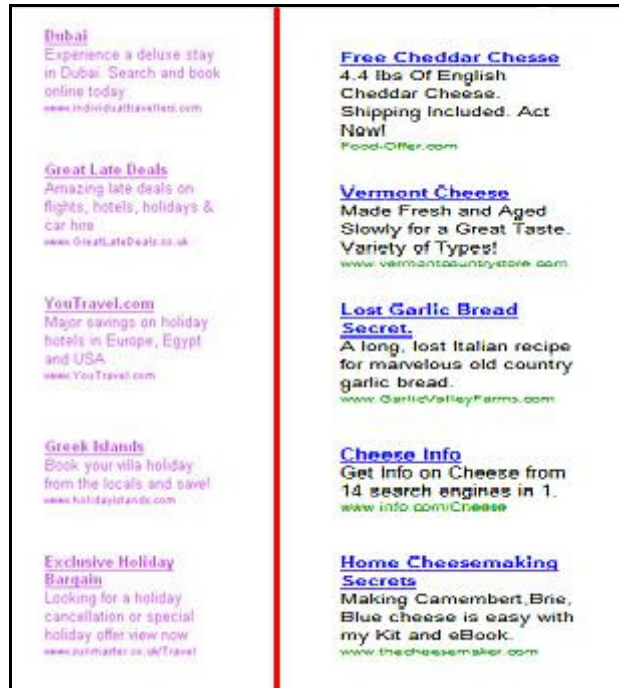 Dubai
Experience a deluxe stay
in Dubai. Search and book
online today.
www.individualtravellers.com
Great Late Deals
Amazing late deals on
flights, hotels, holidays &
car hire
www.GreatLateDeals.co.uk
YouTravel.com
Major savings on holiday
hotels in Europe, Egypt
and USA
www.YouTravel.com
Greek Islands
Book your villa holiday
from the locals and save!
www.holidayislands.com
Exclusive Holiday
Bargain
Looking for a holiday
cancellation or special
holiday offer view now
www.sunmaster.co.uk/Travel
Free Cheddar Chesse
4.4 lbs Of English
Cheddar Cheese.
Shipping Included. Act
Now!
Food-Offer.com
Vermont Cheese
Made Fresh and Aged
Slowly for a Great Taste.
Variety of Types!
www.vermontcountrystore.com
Lost Garlic Bread
Secret.
A long, lost Italian recipe
for marvelous old country
garlic bread.
www.GarlicValleyFarms.com
Cheese Info
Get Info on Cheese from
14 search engines in 1.
www.info.com/Cheese
Home Cheesemaking
Secrets
Making Camembert,Brie,
Blue cheese is easy with
my Kit and eBook.
www.thecheesemaker.com